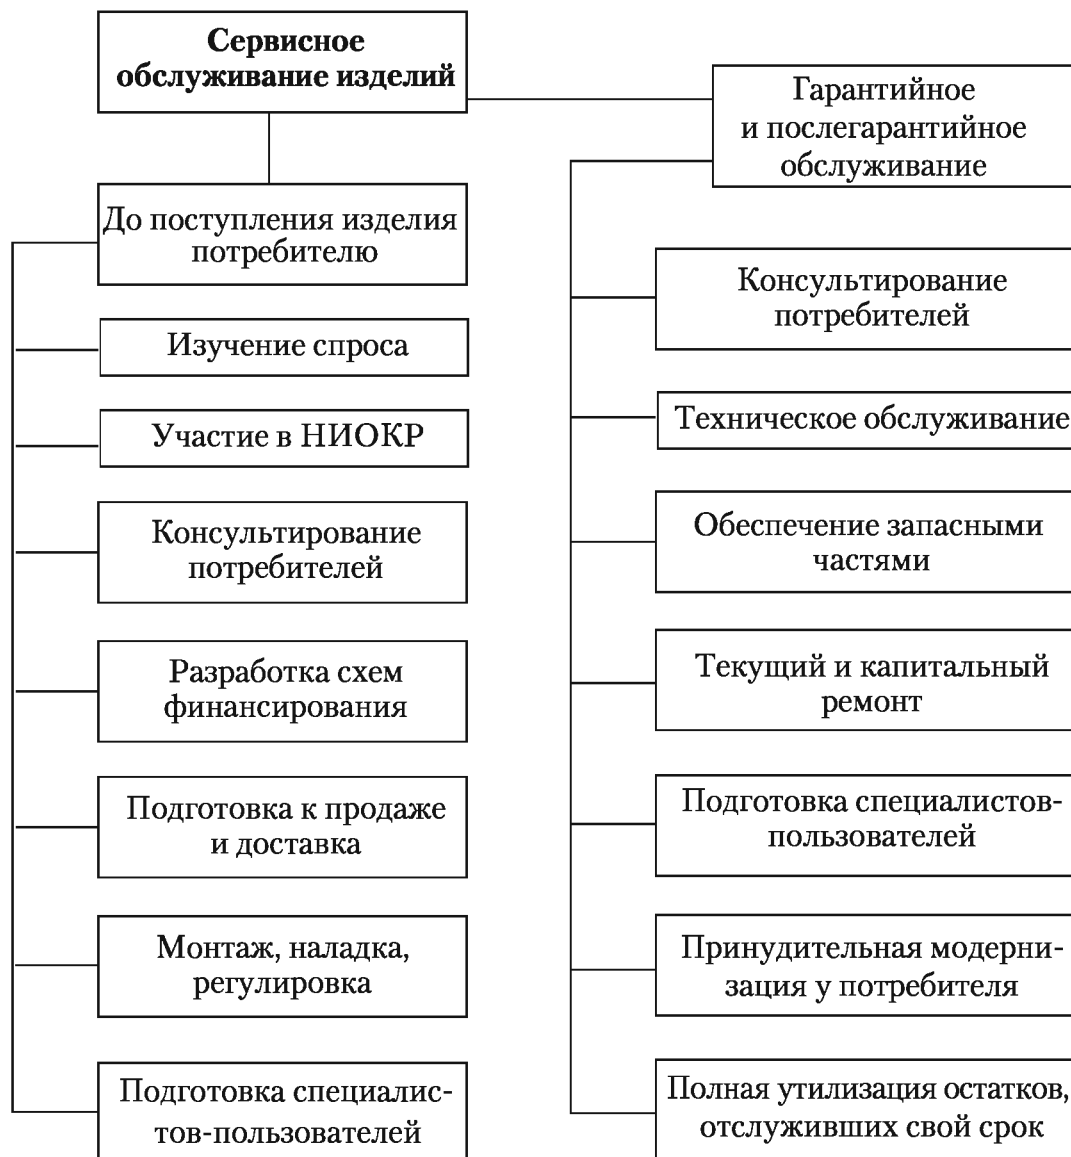 Сервисное
обслуживание изделий
До поступления изделия
потребителю
Изучение спроса
Участие в НИОКР
Консультирование
потребителей
Разработка схем
финансирования
Подготовка к продаже
и доставка
Монтаж, наладка,
регулировка
Подготовка специалис-
тов-пользователей
Гарантийное
и послегарантийное
обслуживание
Консультирование
потребителей
Техническое обслуживание
Обеспечение запасными
частями
Текущий и капитальный
ремонт
Подготовка специалистов-
пользователей
Принудительная модерни-
зация у потребителя
Полная утилизация остатков,
отслуживших свой срок